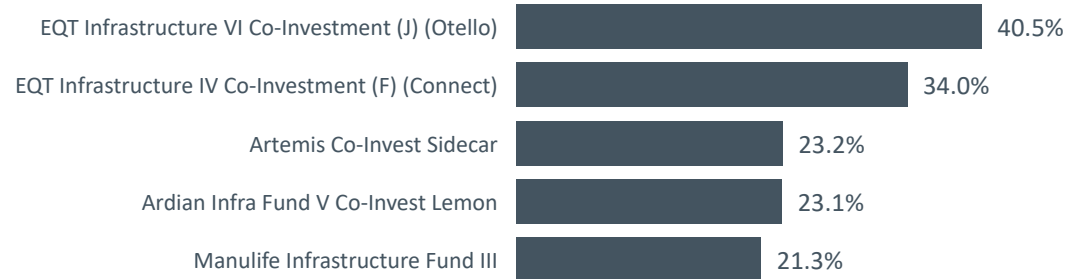 EQT Infrastructure VI Co-Investment (J) (Otello) 40.5%
EQT Infrastructure IV Co-Investment (F) (Connect) 34.0%
Artemis Co-Invest Sidecar 23.2%
Ardian Infra Fund V Co-Invest Lemon 23.1%
Manulife Infrastructure Fund III 21.3%